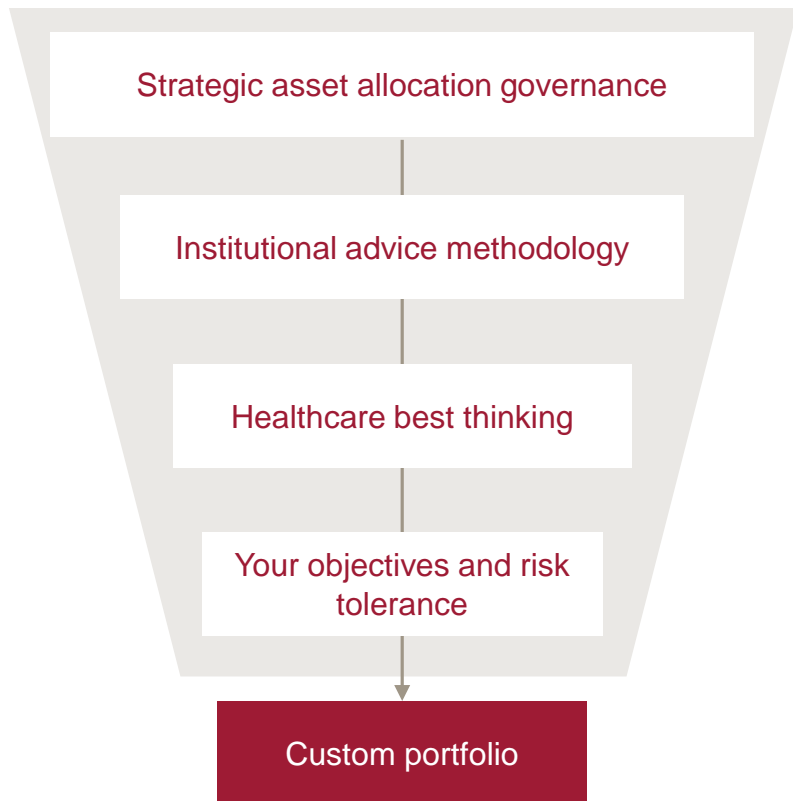 Strategic asset allocation governance
Institutional advice methodology
Healthcare best thinking
Your objectives and risk
tolerance
Custom portfolio